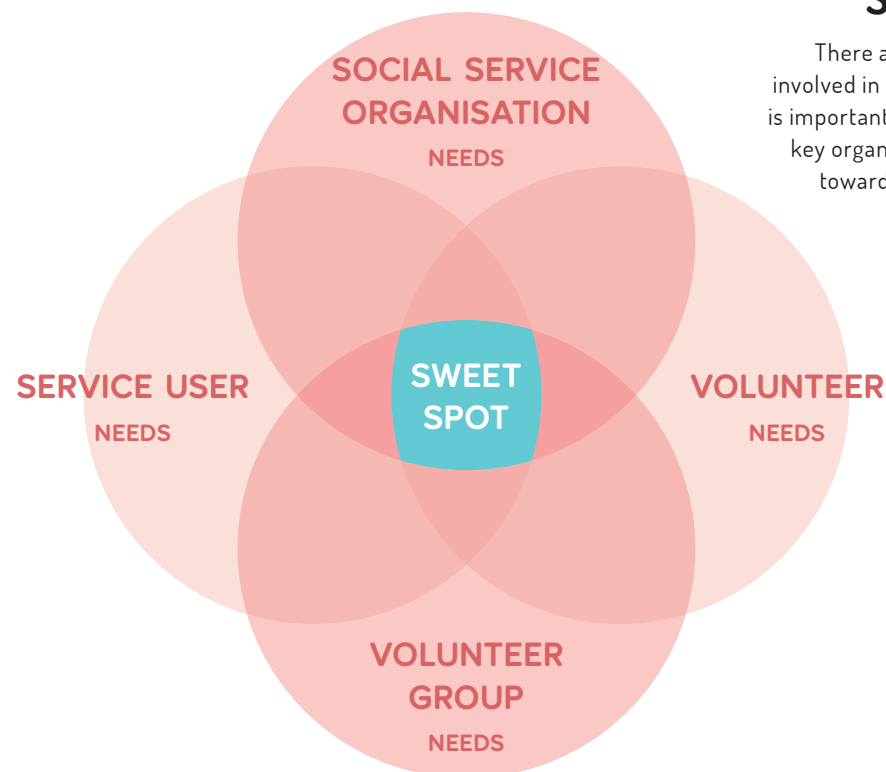 There a
involved in
is important
key organ
toward
SOCIAL SERVICE
ORGANISATION
NEEDS
SERVICE USER
NEEDS
SWEET
SPOT
VOLUNTEER
NEEDS
VOLUNTEER
GROUP
NEEDS